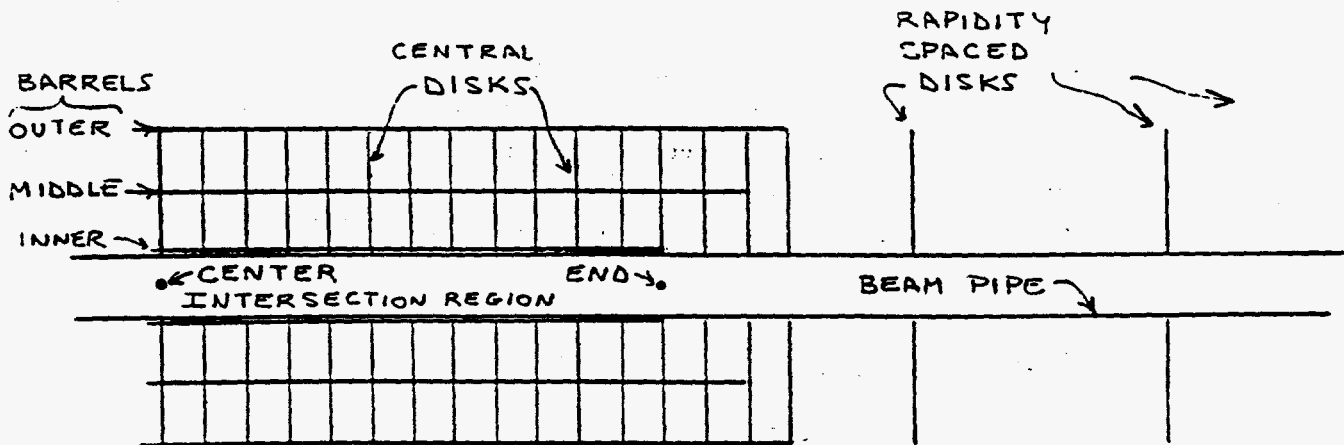 RAPIDITY
SPACED
DISKS
CENTRAL
DISKS
BARRELS
OUTER
MIDDLE
INNER
CENTER
END
INTERSECTION REGION
BEAM PIPE